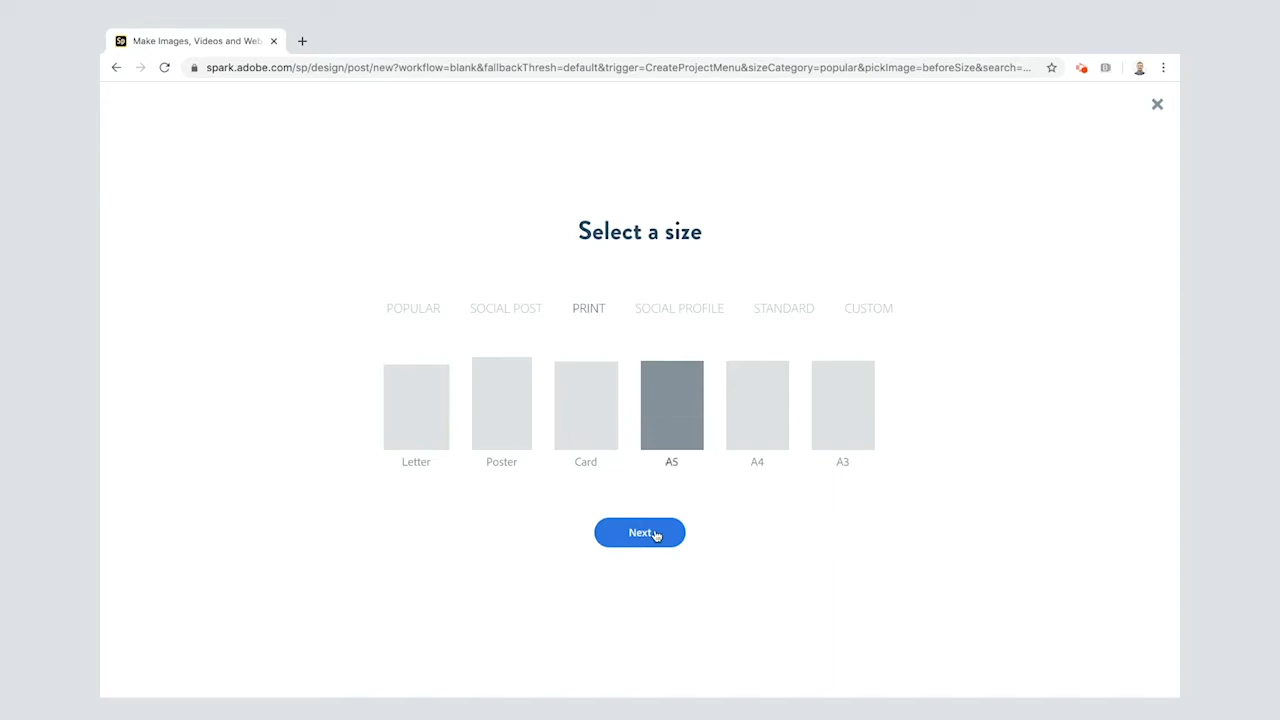 Sp Make Images, Videos and Web
spark.adobe.com/sp/design/post/new?workflow=blank&fallbackThresh=default&trigger=CreateProjectMenu&sizeCategory=popular&pickImage=beforeSize&search=...
Select a size
POPULAR SOCIAL POST PRINT SOCIAL PROFILE STANDARD CUSTOM
Letter Poster Card A5 A4 A3
Next